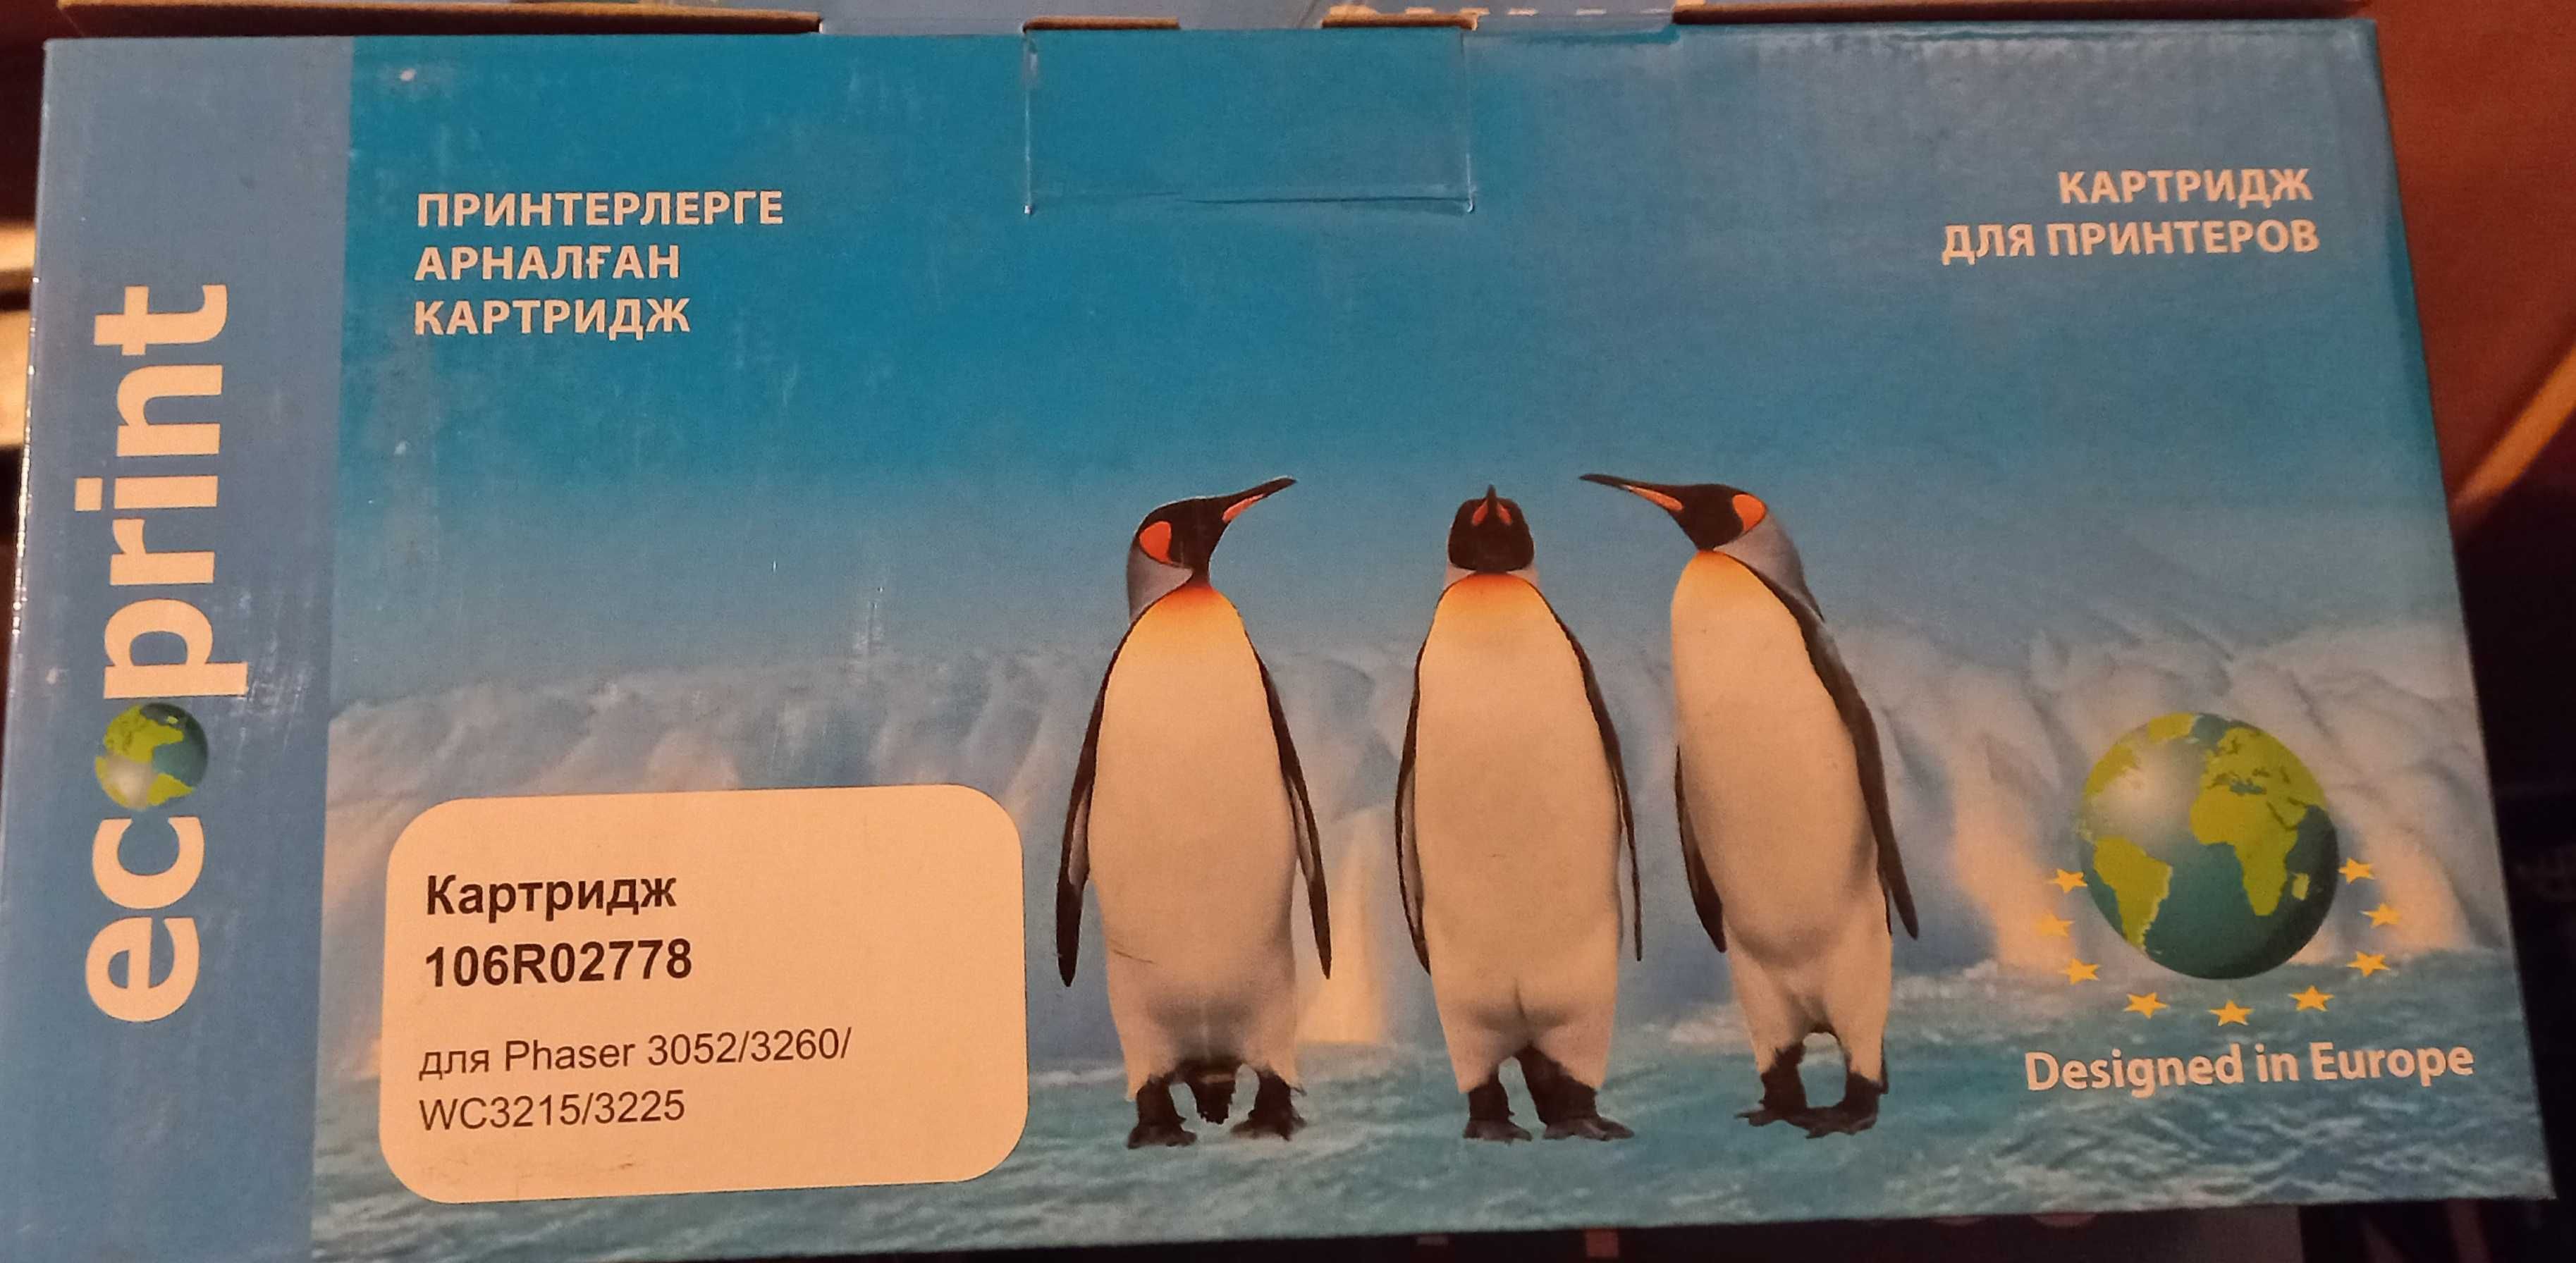 ecoprint
ПРИНТЕРЛЕРГЕ
АРНАЛҒАН
КАРТРИДЖ
КАРТРИДЖ
ДЛЯ ПРИНТЕРОВ
Картридж
106R02778
для Phaser 3052/3260/
WC3215/3225
Designed in Europe